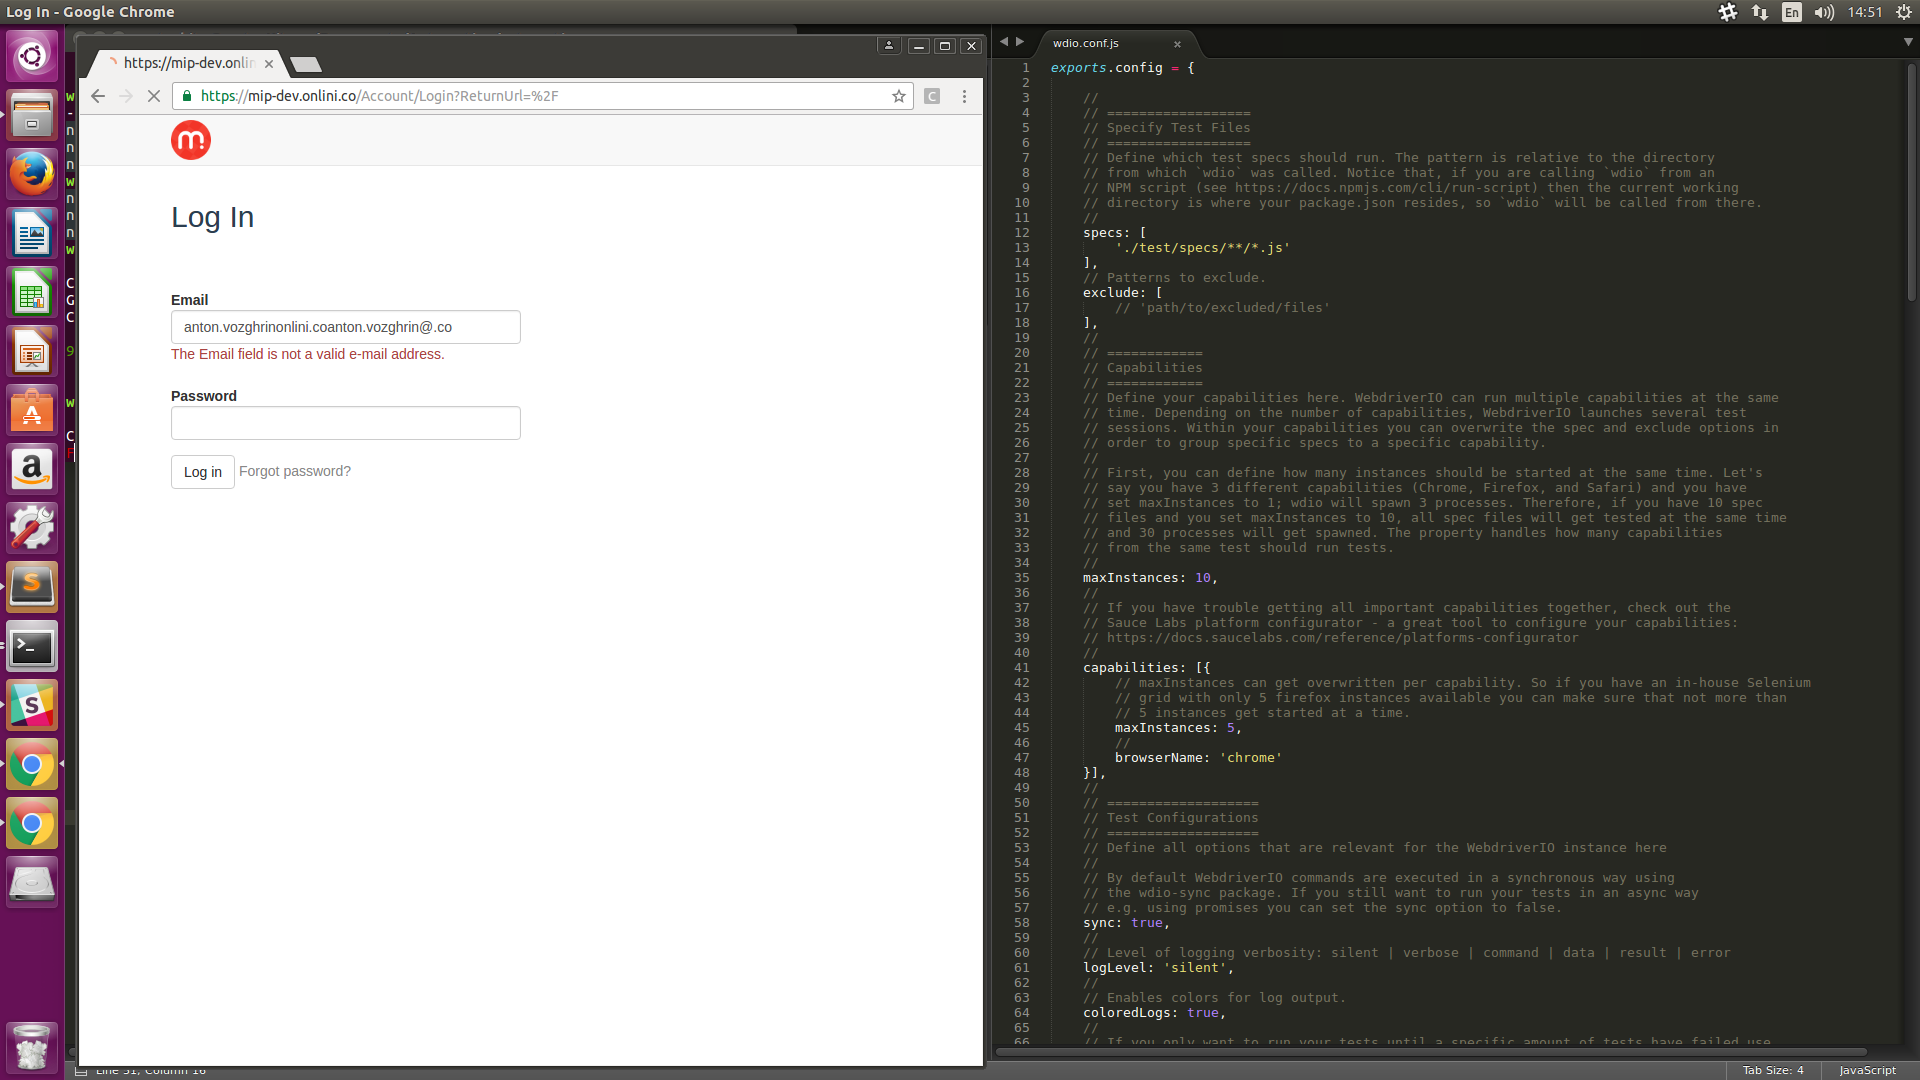 Log In - Google Chrome
En
14:51
https://mip-dev.onlin
https://mip-dev.onlini.co/Account/Login?ReturnUrl=%2F
C
m!
Log In
Email
anton.vozghrinonlini.coanton.vozghrin@.co
The Email field is not a valid e-mail address.
Password
Log in
Forgot password?
wdio.conf.js
1 exports.config = {
2
3 //
4 // ==================
5 // Specify Test Files
6 // ==================
7 // Define which test specs should run. The pattern is relative to the directory
8 // from which `wdio` was called. Notice that, if you are calling `wdio` from an
9 // NPM script (see https://docs.npmjs.com/cli/run-script) then the current working
10 // directory is where your package.json resides, so `wdio` will be called from there.
11 //
12 specs: [
13 './test/specs/**/*.js'
14 ],
15 // Patterns to exclude.
16 exclude: [
17 // 'path/to/excluded/files'
18 ],
19 //
20 // ============
21 // Capabilities
22 // ============
23 // Define your capabilities here. WebdriverIO can run multiple capabilities at the same
24 // time. Depending on the number of capabilities, WebdriverIO launches several test
25 // sessions. Within your capabilities you can overwrite the spec and exclude options in
26 // order to group specific specs to a specific capability.
27 //
28 // First, you can define how many instances should be started at the same time. Let's
29 // say you have 3 different capabilities (Chrome, Firefox, and Safari) and you have
30 // set maxInstances to 1; wdio will spawn 3 processes. Therefore, if you have 10 spec
31 // files and you set maxInstances to 10, all spec files will get tested at the same time
32 // and 30 processes will get spawned. The property handles how many capabilities
33 // from the same test should run tests.
34 //
35 maxInstances: 10,
36 //
37 // If you have trouble getting all important capabilities together, check out the
38 // Sauce Labs platform configurator - a great tool to configure your capabilities:
39 // https://docs.saucelabs.com/reference/platforms-configurator
40 //
41 capabilities: [{
42 // maxInstances can get overwritten per capability. So if you have an in-house Selenium
43 // grid with only 5 firefox instances available you can make sure that not more than
44 // 5 instances get started at a time.
45 maxInstances: 5,
46 //
47 browserName: 'chrome'
48 }],
49 //
50 // ===================
51 // Test Configurations
52 // ===================
53 // Define all options that are relevant for the WebdriverIO instance here
54 //
55 // By default WebdriverIO commands are executed in a synchronous way using
56 // the wdio-sync package. If you still want to run your tests in an async way
57 // e.g. using promises you can set the sync option to false.
58 sync: true,
59 //
60 // Level of logging verbosity: silent | verbose | command | data | result | error
61 logLevel: 'silent',
62 //
63 // Enables colors for log output.
64 coloredLogs: true,
65 //
66 // If you only want to run your tests until a specific amount of tests have failed use
Line 51, Column 16
Tab Size: 4
JavaScript